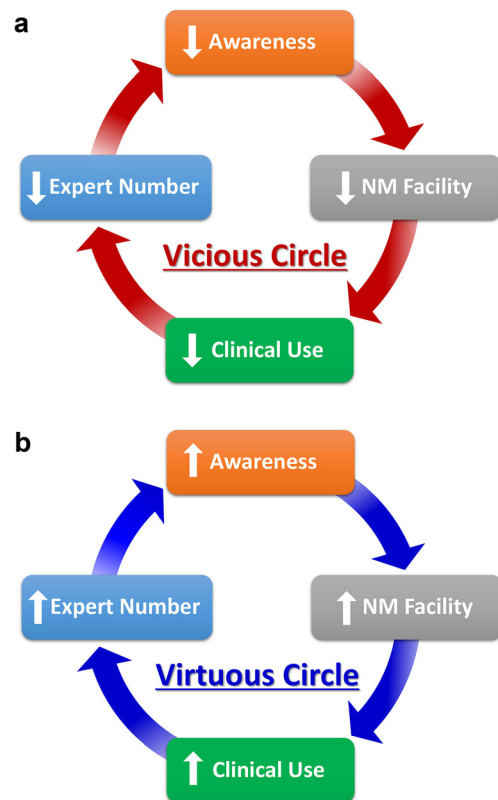 a
Awareness
Expert Number
NM Facility
Vicious Circle
Clinical Use
b
Awareness
Expert Number
NM Facility
Virtuous Circle
Clinical Use